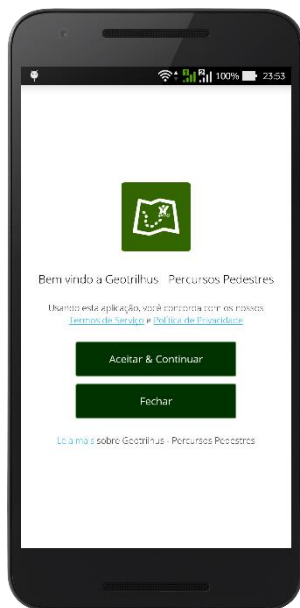 100% 23:53
Bem vindo a Geotrilhus - Percursos Pedestres
Usando esta aplicação, você concorda com os nossos
Termos de Serviço e Política de Privacidade
Aceitar & Continuar
Fechar
Leia mais sobre Geotrilhus - Percursos Pedestres